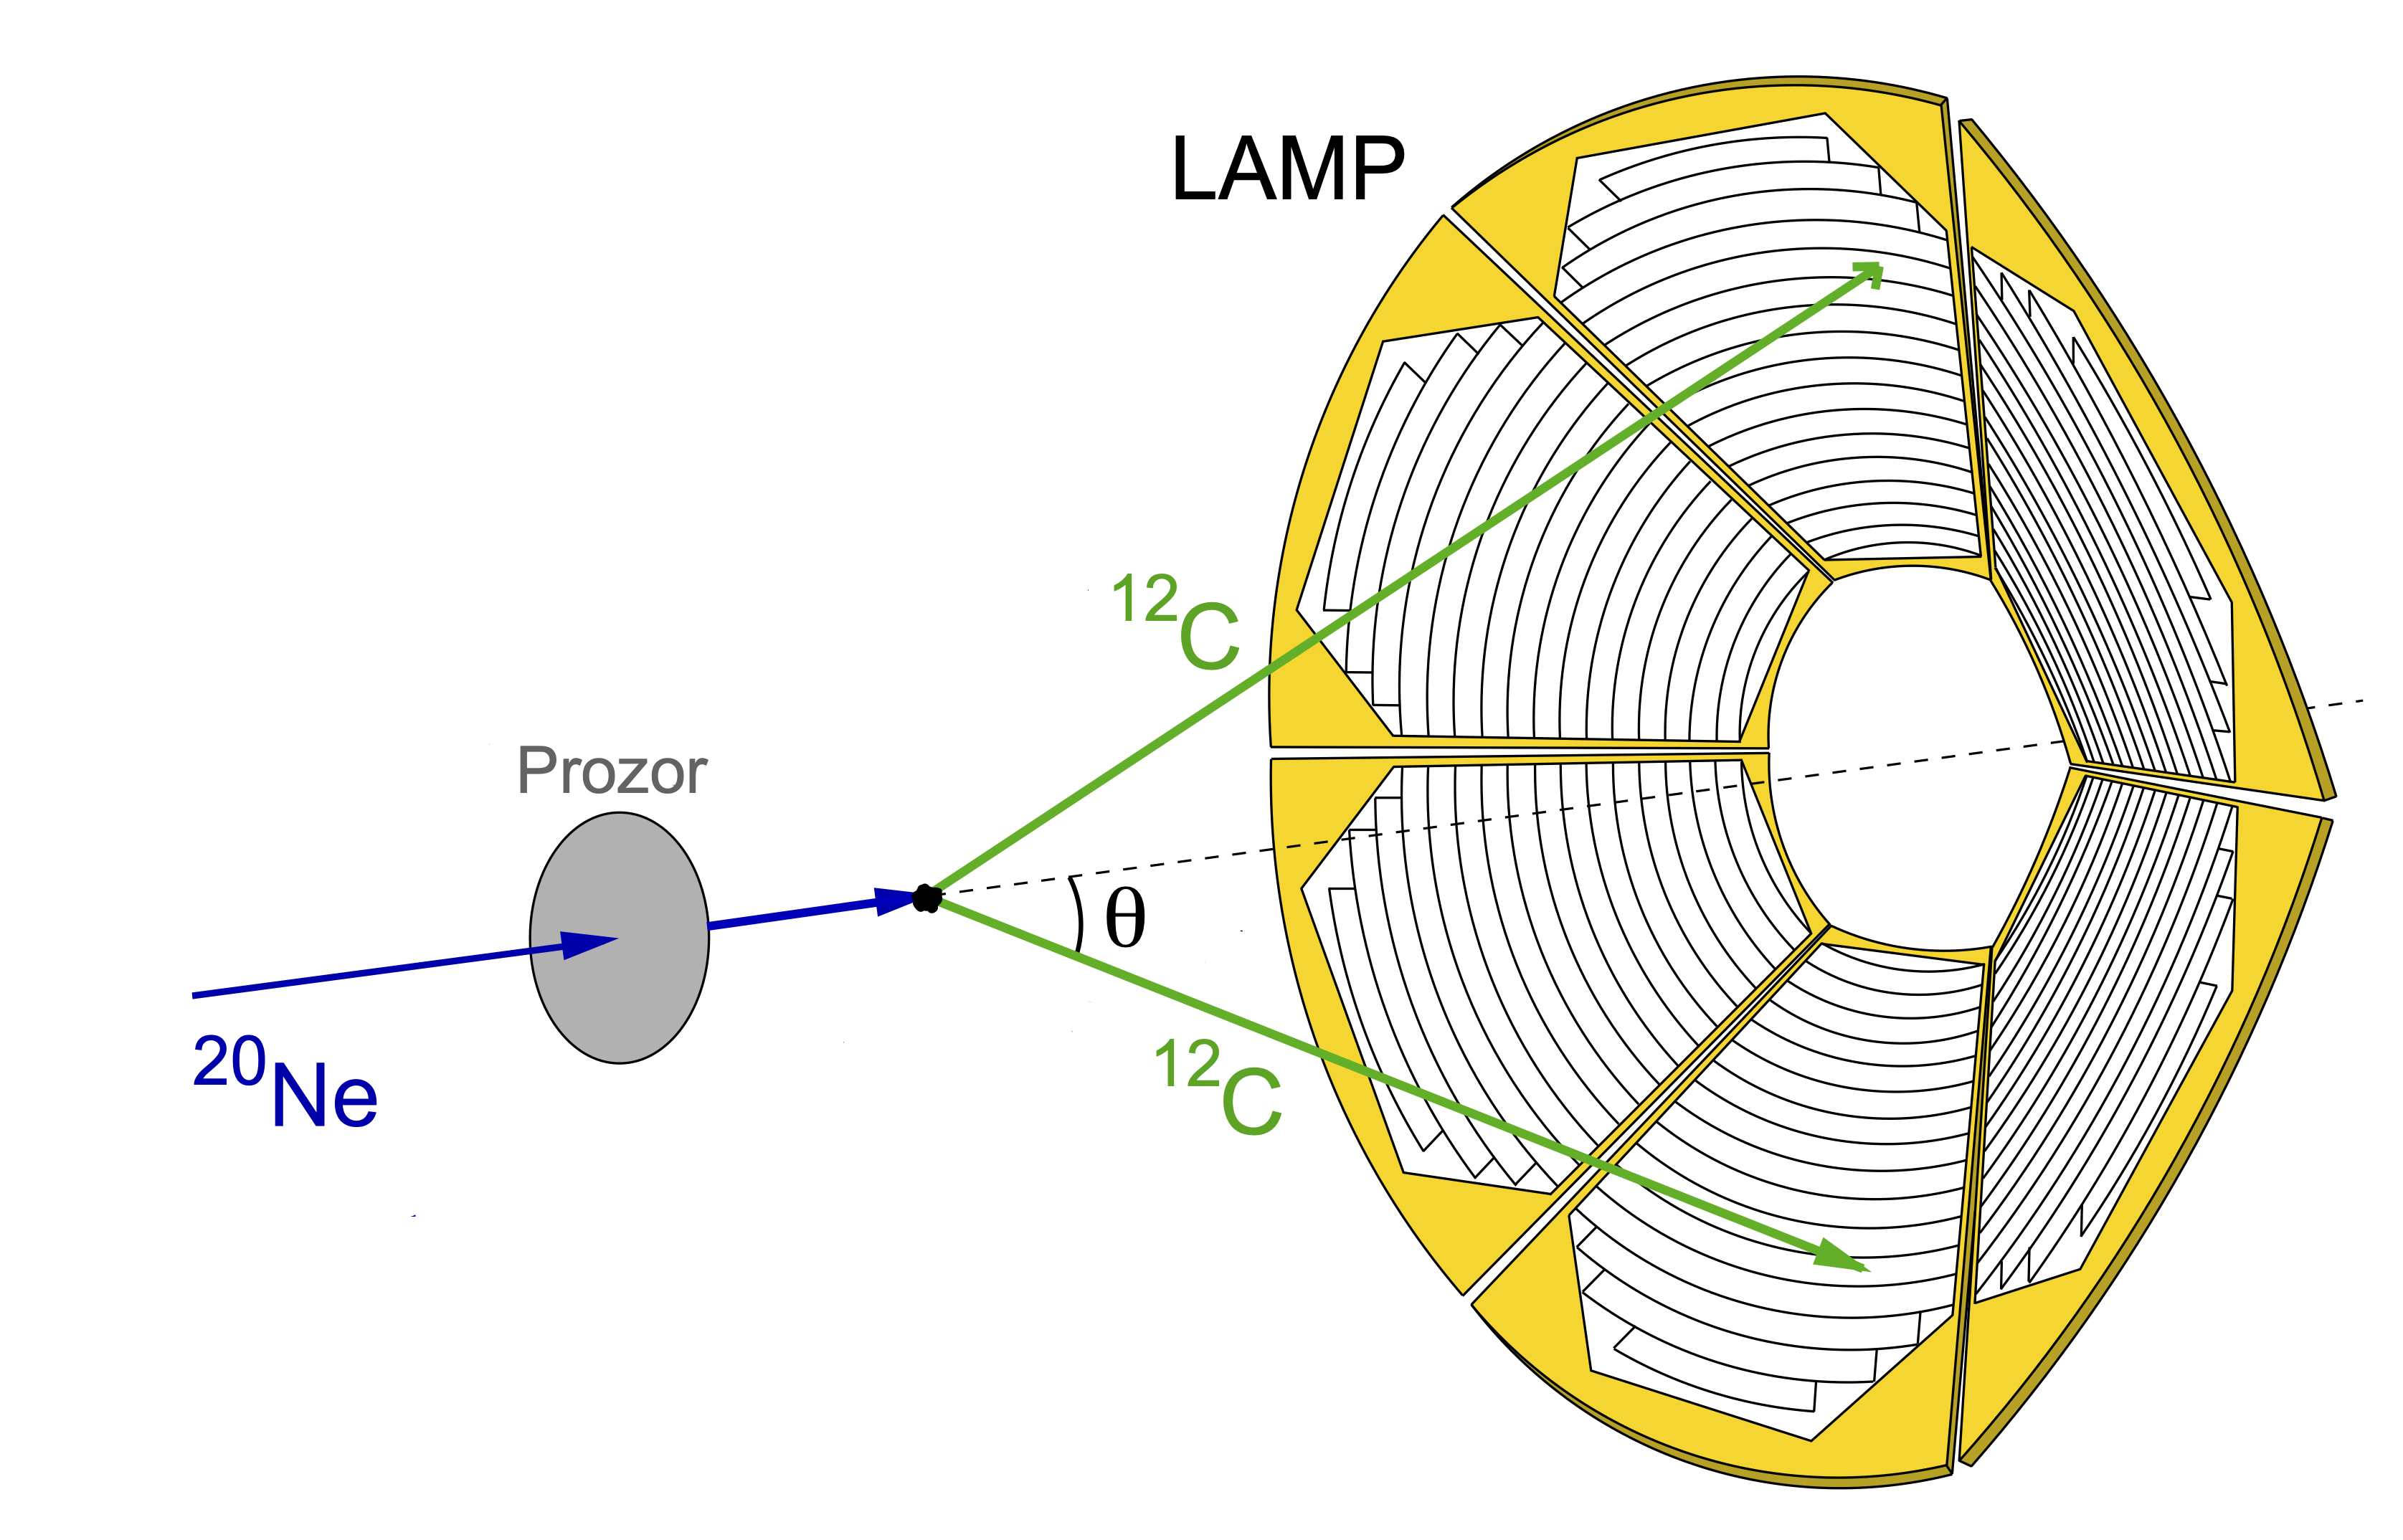 LAMP
¹²C
Prozor
θ
²⁰Ne
¹²C